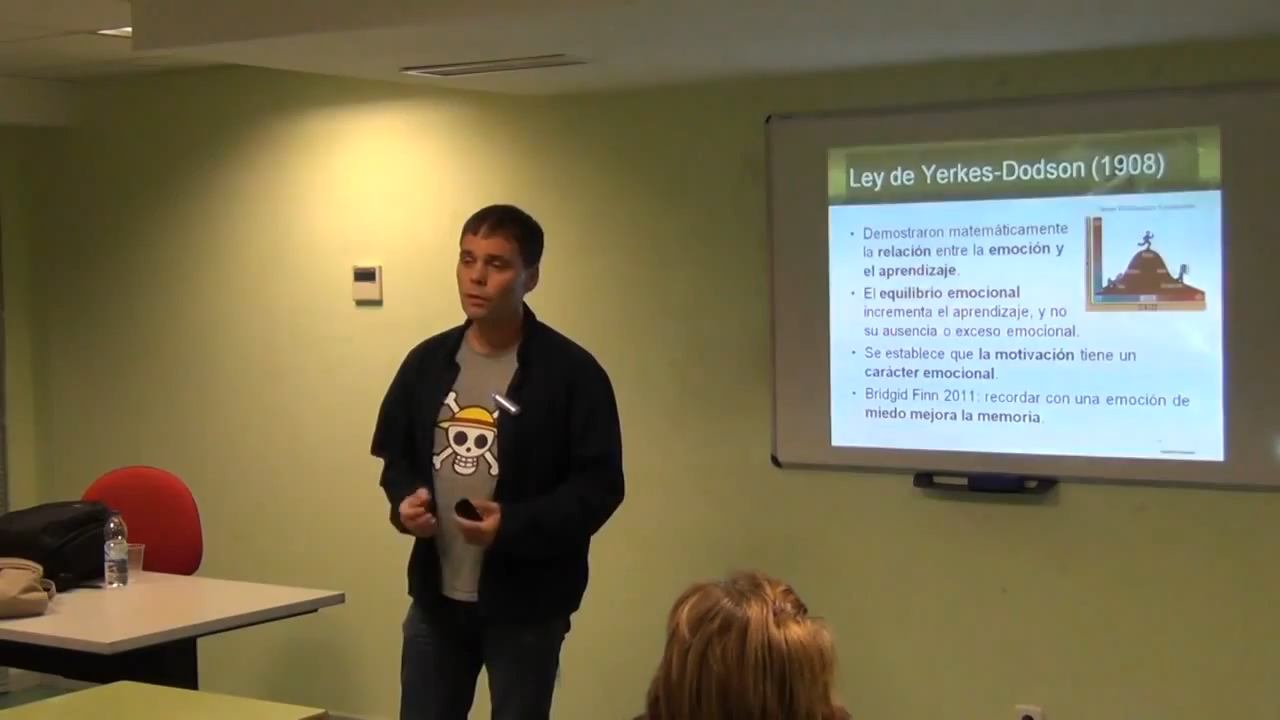 Ley de Yerkes-Dodson (1908)
• Demostraron matemáticamente
la relación entre la emoción y
el aprendizaje.
• El equilibrio emocional
incrementa el aprendizaje, y no
su ausencia o exceso emocional.
• Se establece que la motivación tiene un
carácter emocional.
• Bridgid Finn 2011: recordar con una emoción de
miedo mejora la memoria.